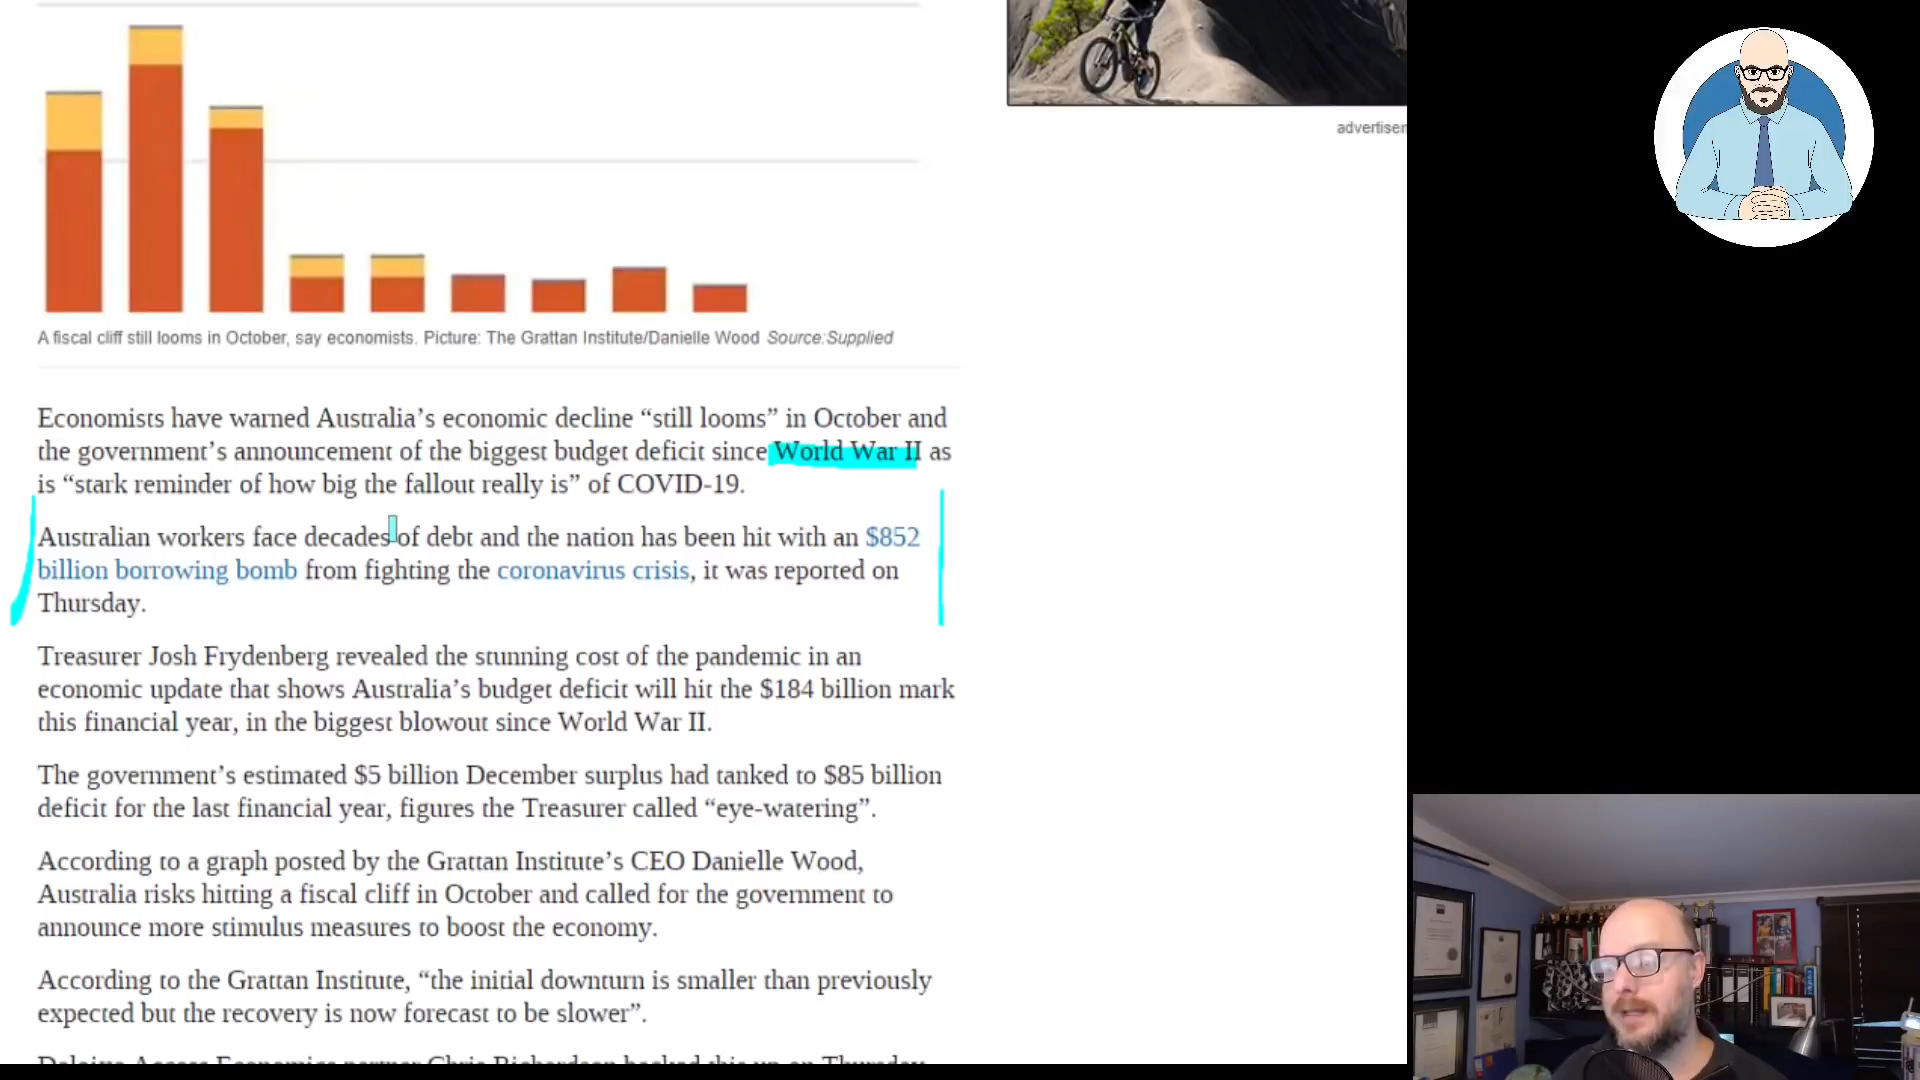 advertisen
A fiscal cliff still looms in October, say economists. Picture: The Grattan Institute/Danielle Wood Source:Supplied
Economists have warned Australia’s economic decline “still looms” in October and
the government’s announcement of the biggest budget deficit since World War II as
is “stark reminder of how big the fallout really is” of COVID-19.
Australian workers face decades of debt and the nation has been hit with an $852
billion borrowing bomb from fighting the coronavirus crisis, it was reported on
Thursday.
Treasurer Josh Frydenberg revealed the stunning cost of the pandemic in an
economic update that shows Australia’s budget deficit will hit the $184 billion mark
this financial year, in the biggest blowout since World War II.
The government’s estimated $5 billion December surplus had tanked to $85 billion
deficit for the last financial year, figures the Treasurer called “eye-watering”.
According to a graph posted by the Grattan Institute’s CEO Danielle Wood,
Australia risks hitting a fiscal cliff in October and called for the government to
announce more stimulus measures to boost the economy.
According to the Grattan Institute, “the initial downturn is smaller than previously
expected but the recovery is now forecast to be slower”.